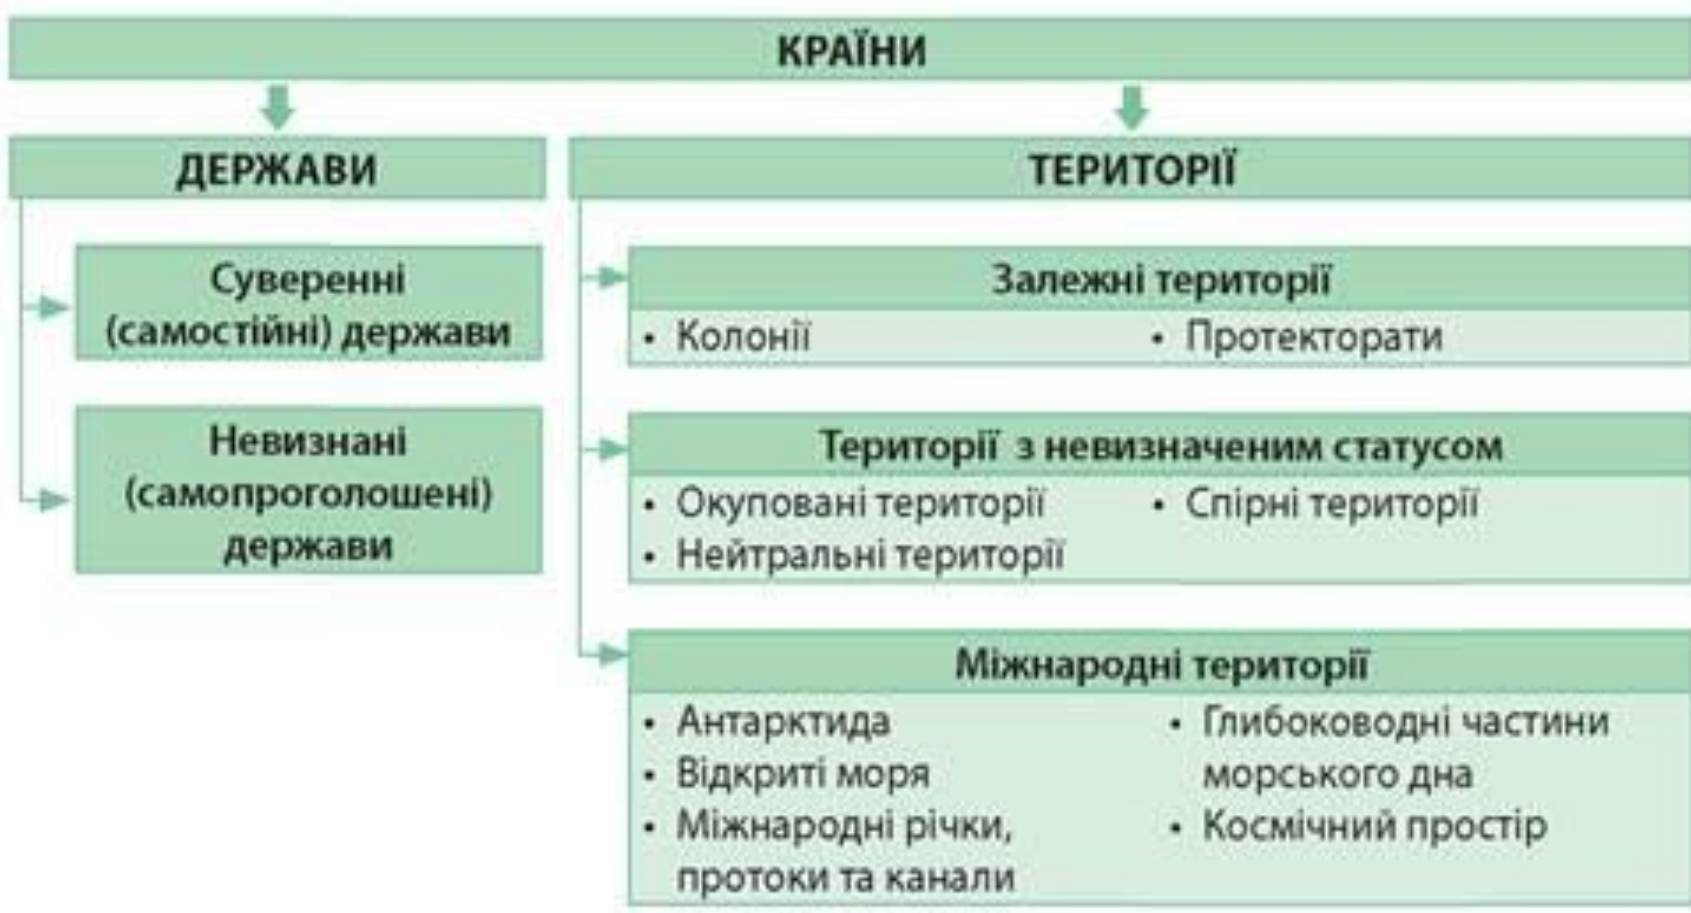 КРАЇНИ
ДЕРЖАВИ
Суверенні
(самостійні) держави
Невизнані
(самопроголошені)
держави
ТЕРИТОРІЇ
Залежні території
• Колонії
• Протекторати
Території з невизначеним статусом
• Окуповані території
• Нейтральні території
• Спірні території
Міжнародні території
• Антарктида
• Відкриті моря
• Міжнародні річки,
протоки та канали
• Глибоководні частини
морського дна
• Космічний простір